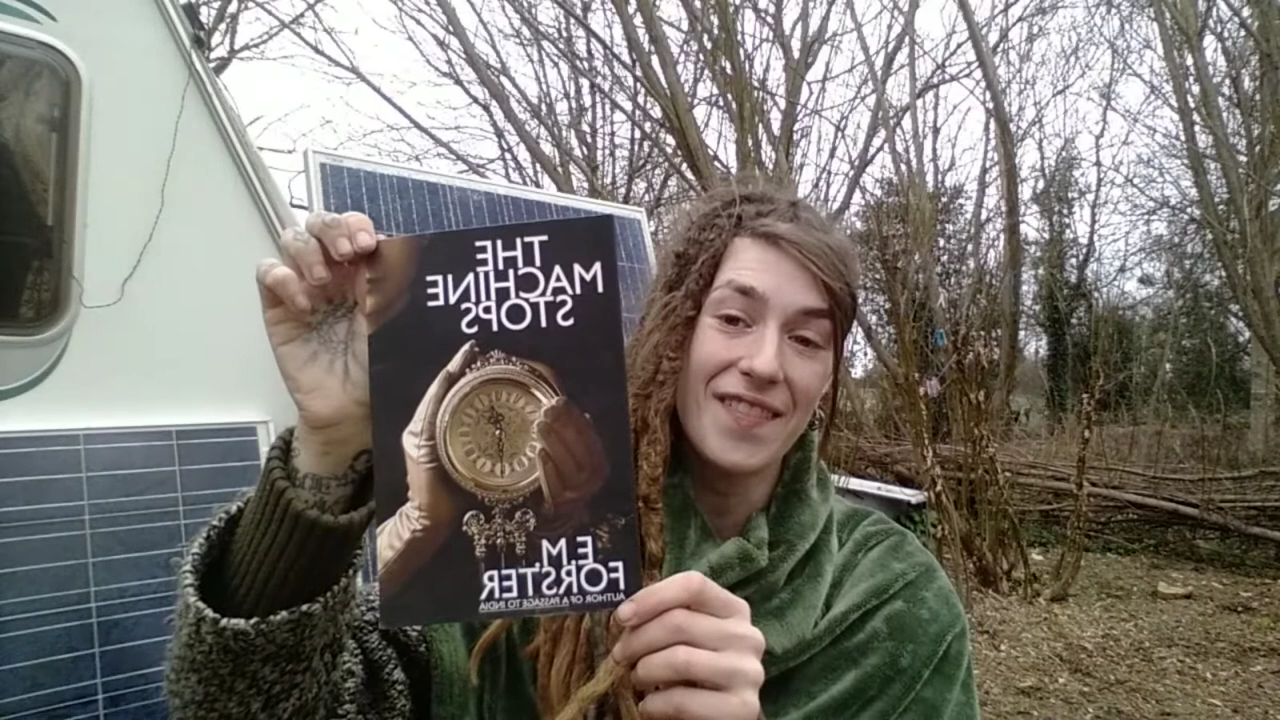 THE
MACHINE
STOPS
E.M.
FORSTER
AUTHOR OF A PASSAGE TO INDIA